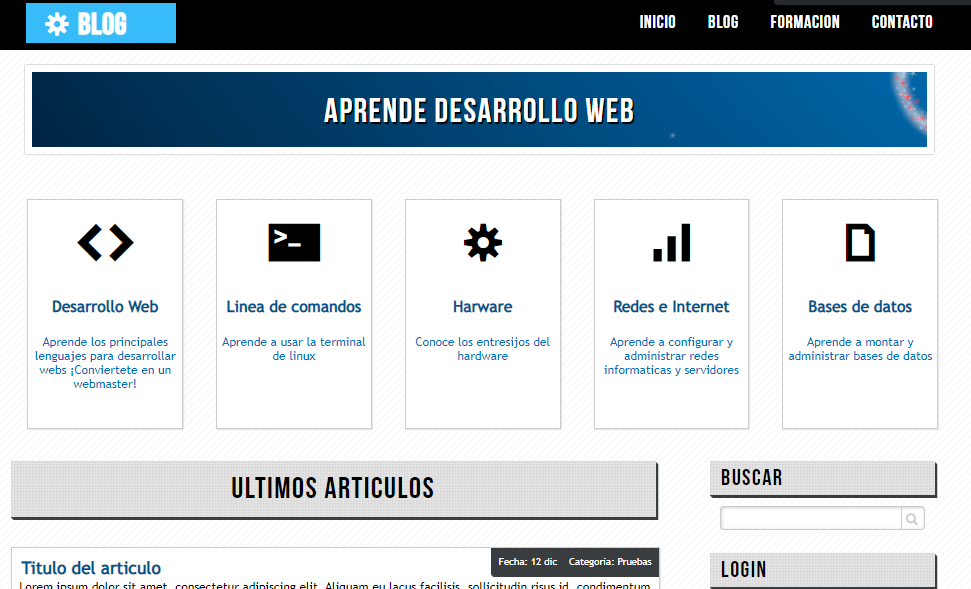 BLOG
INICIO BLOG FORMACION CONTACTO
APRENDE DESARROLLO WEB
>_
Desarrollo Web
Aprende los principales
lenguajes para desarrollar
webs ¡Conviertete en un
webmaster!
Linea de comandos
Aprende a usar la terminal
de linux
Harware
Conoce los entresijos del
hardware
Redes e Internet
Aprende a configurar y
administrar redes
informaticas y servidores
Bases de datos
Aprende a montar y
administrar bases de datos
ULTIMOS ARTICULOS
Fecha: 12 dic Categoria: Pruebas
Titulo del articulo
Lorem ipsum dolor sit amet, consectetur adipiscing elit. Aliquam eu lacus facilisis, sollicitudin risus id, condimentum
BUSCAR
LOGIN